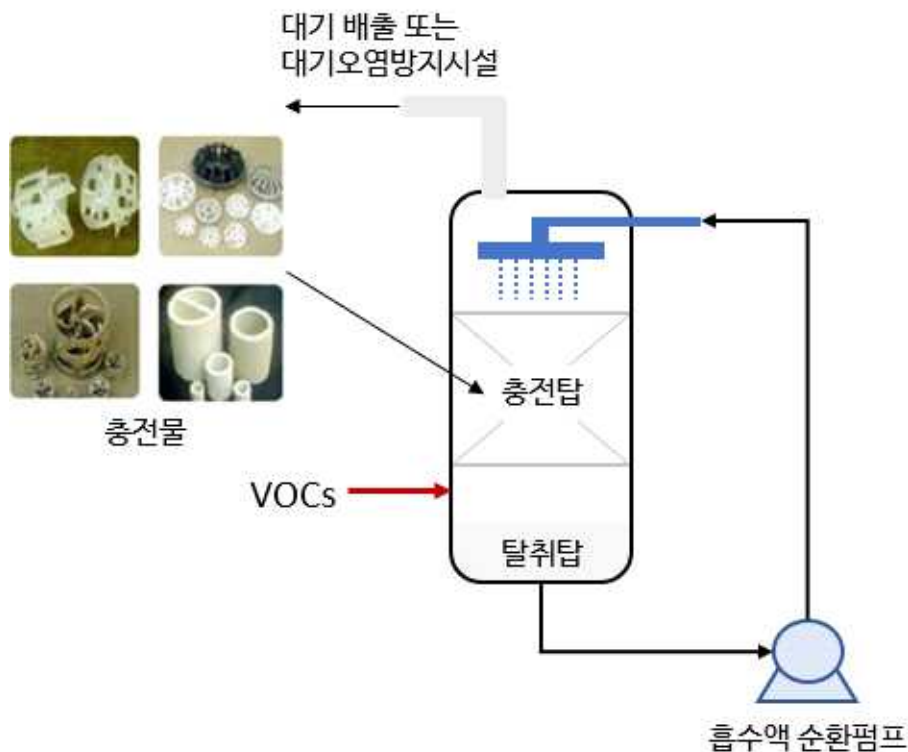 대기 배출 또는
대기오염방지시설
충전물
충전탑
VOCs
탈취탑
흡수액 순환펌프